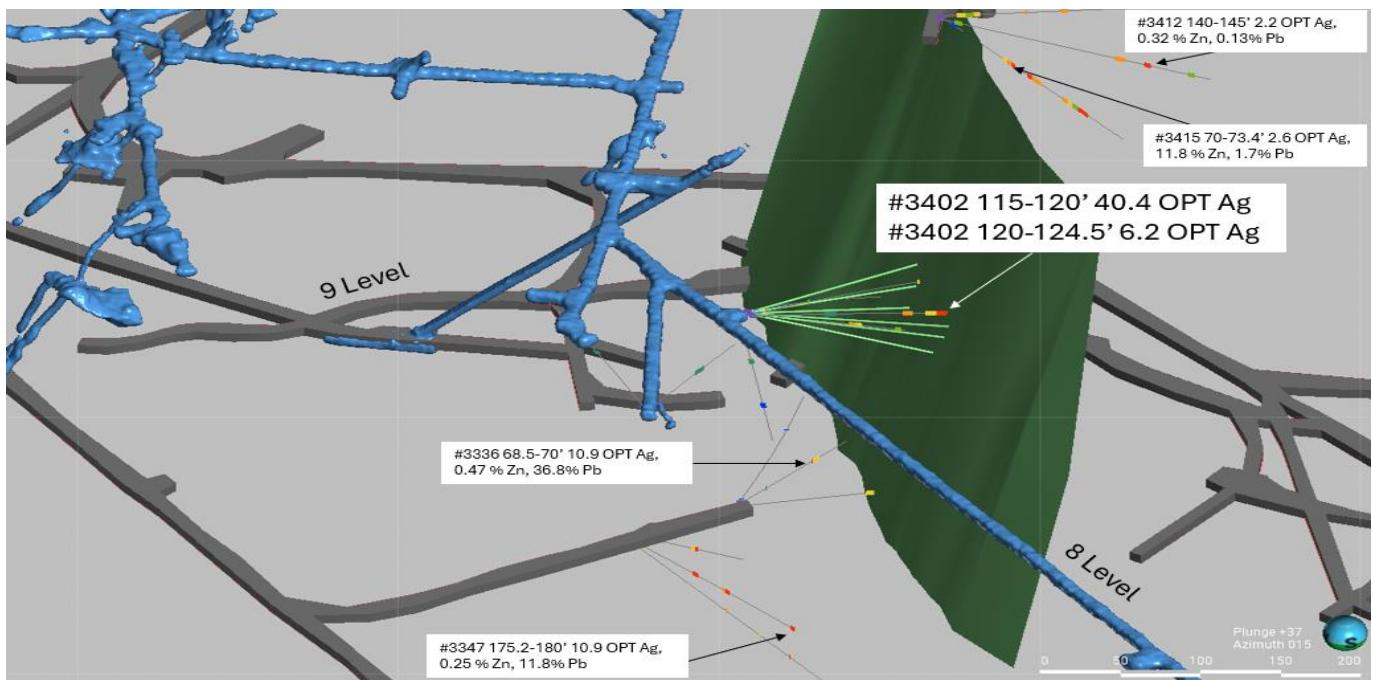 #3412 140-145’ 2.2 OPT Ag,
0.32 % Zn, 0.13% Pb
#3415 70-73.4’ 2.6 OPT Ag,
11.8 % Zn, 1.7% Pb
#3402 115-120’ 40.4 OPT Ag
#3402 120-124.5’ 6.2 OPT Ag
9 Level
#3336 68.5-70’ 10.9 OPT Ag,
0.47 % Zn, 36.8% Pb
8 Level
#3347 175.2-180’ 10.9 OPT Ag,
0.25 % Zn, 11.8% Pb
Plunge +37
Azimuth 015
S
0 50 100 150 200